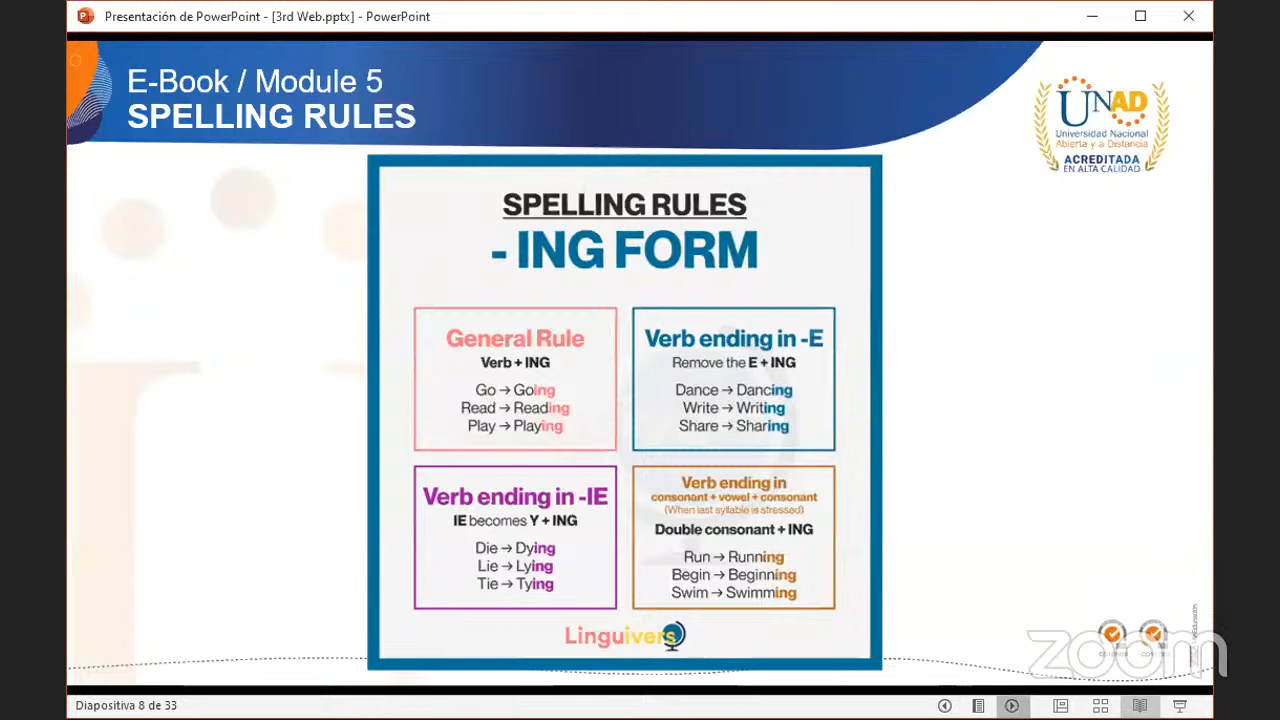 Presentación de PowerPoint - [3rd Web.pptx] - PowerPoint
E-Book / Module 5
SPELLING RULES
UNAD
Universidad Nacional
Abierta y a Distancia
ACREDITADA
EN ALTA CALIDAD
SPELLING RULES
- ING FORM
General Rule
Verb + ING
Go → Going
Read → Reading
Play → Playing
Verb ending in -E
Remove the E + ING
Dance → Dancing
Write → Writing
Share → Sharing
Verb ending in -IE
IE becomes Y + ING
Die → Dying
Lie → Lying
Tie → Tying
Verb ending in
consonant + vowel + consonant
(When last syllable is stressed)
Double consonant + ING
Run → Running
Begin → Beginning
Swim → Swimming
Linguivers
zoom
Diapositiva 8 de 33